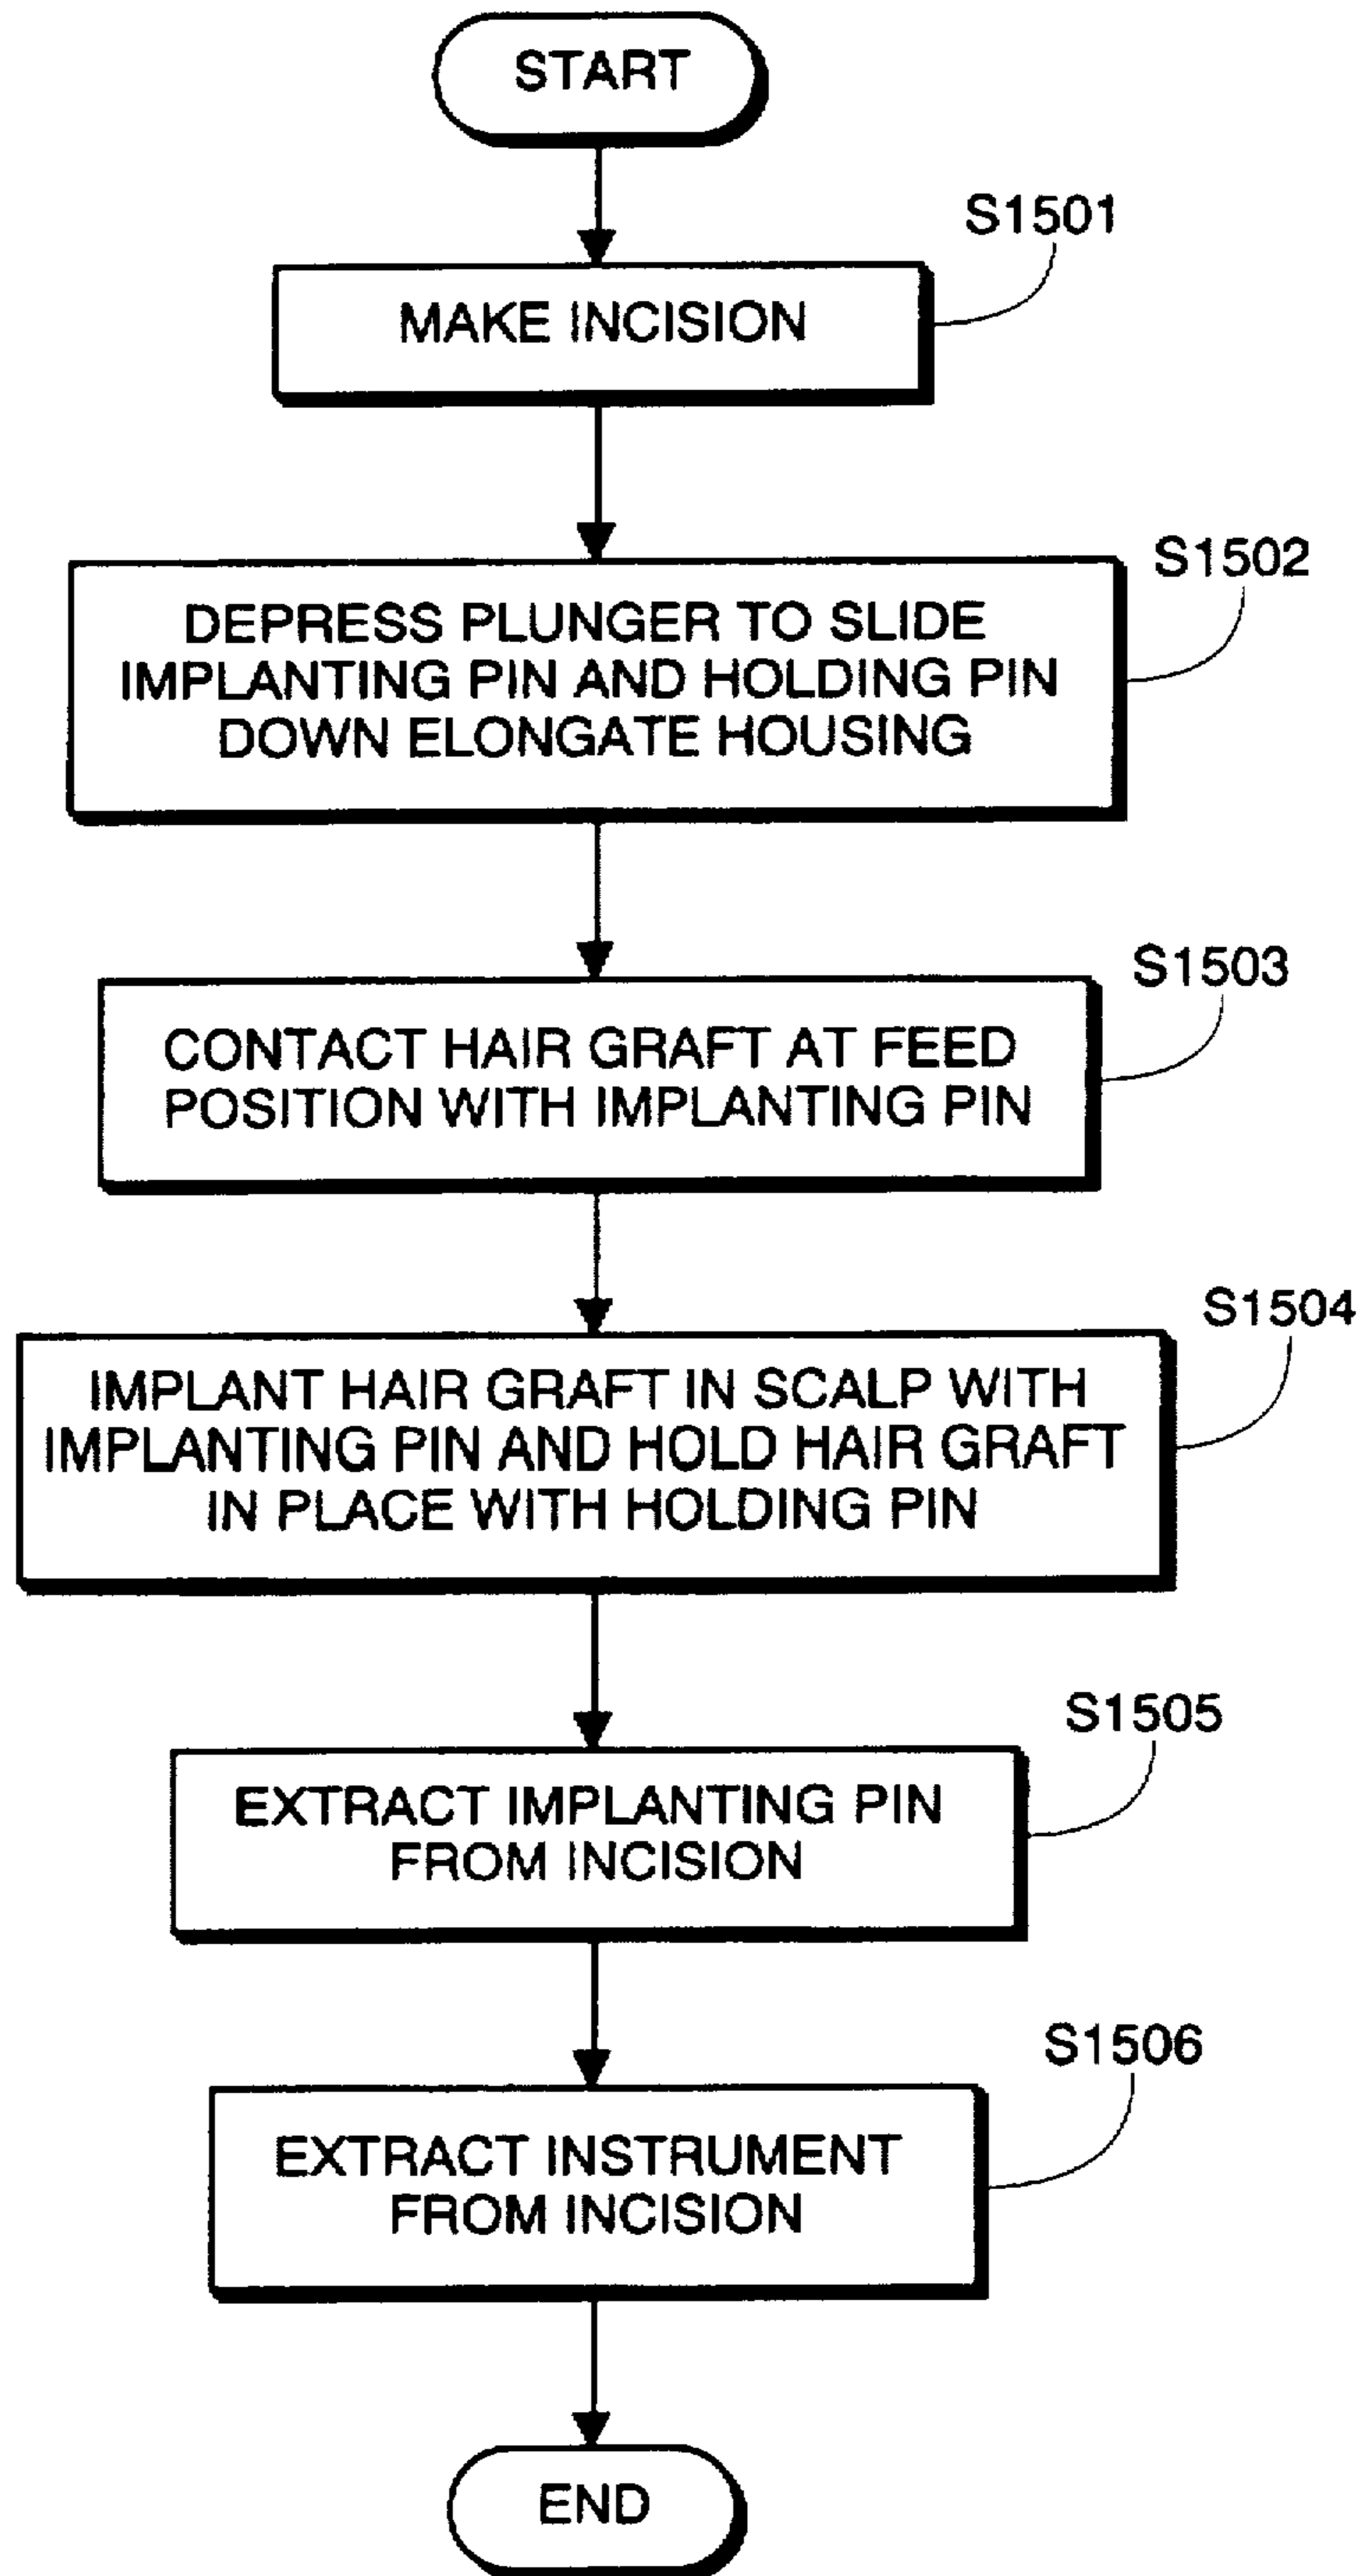 START
S1501
MAKE INCISION
S1502
DEPRESS PLUNGER TO SLIDE
IMPLANTING PIN AND HOLDING PIN
DOWN ELONGATE HOUSING
S1503
CONTACT HAIR GRAFT AT FEED
POSITION WITH IMPLANTING PIN
S1504
IMPLANT HAIR GRAFT IN SCALP WITH
IMPLANTING PIN AND HOLD HAIR GRAFT
IN PLACE WITH HOLDING PIN
S1505
EXTRACT IMPLANTING PIN
FROM INCISION
S1506
EXTRACT INSTRUMENT
FROM INCISION
END